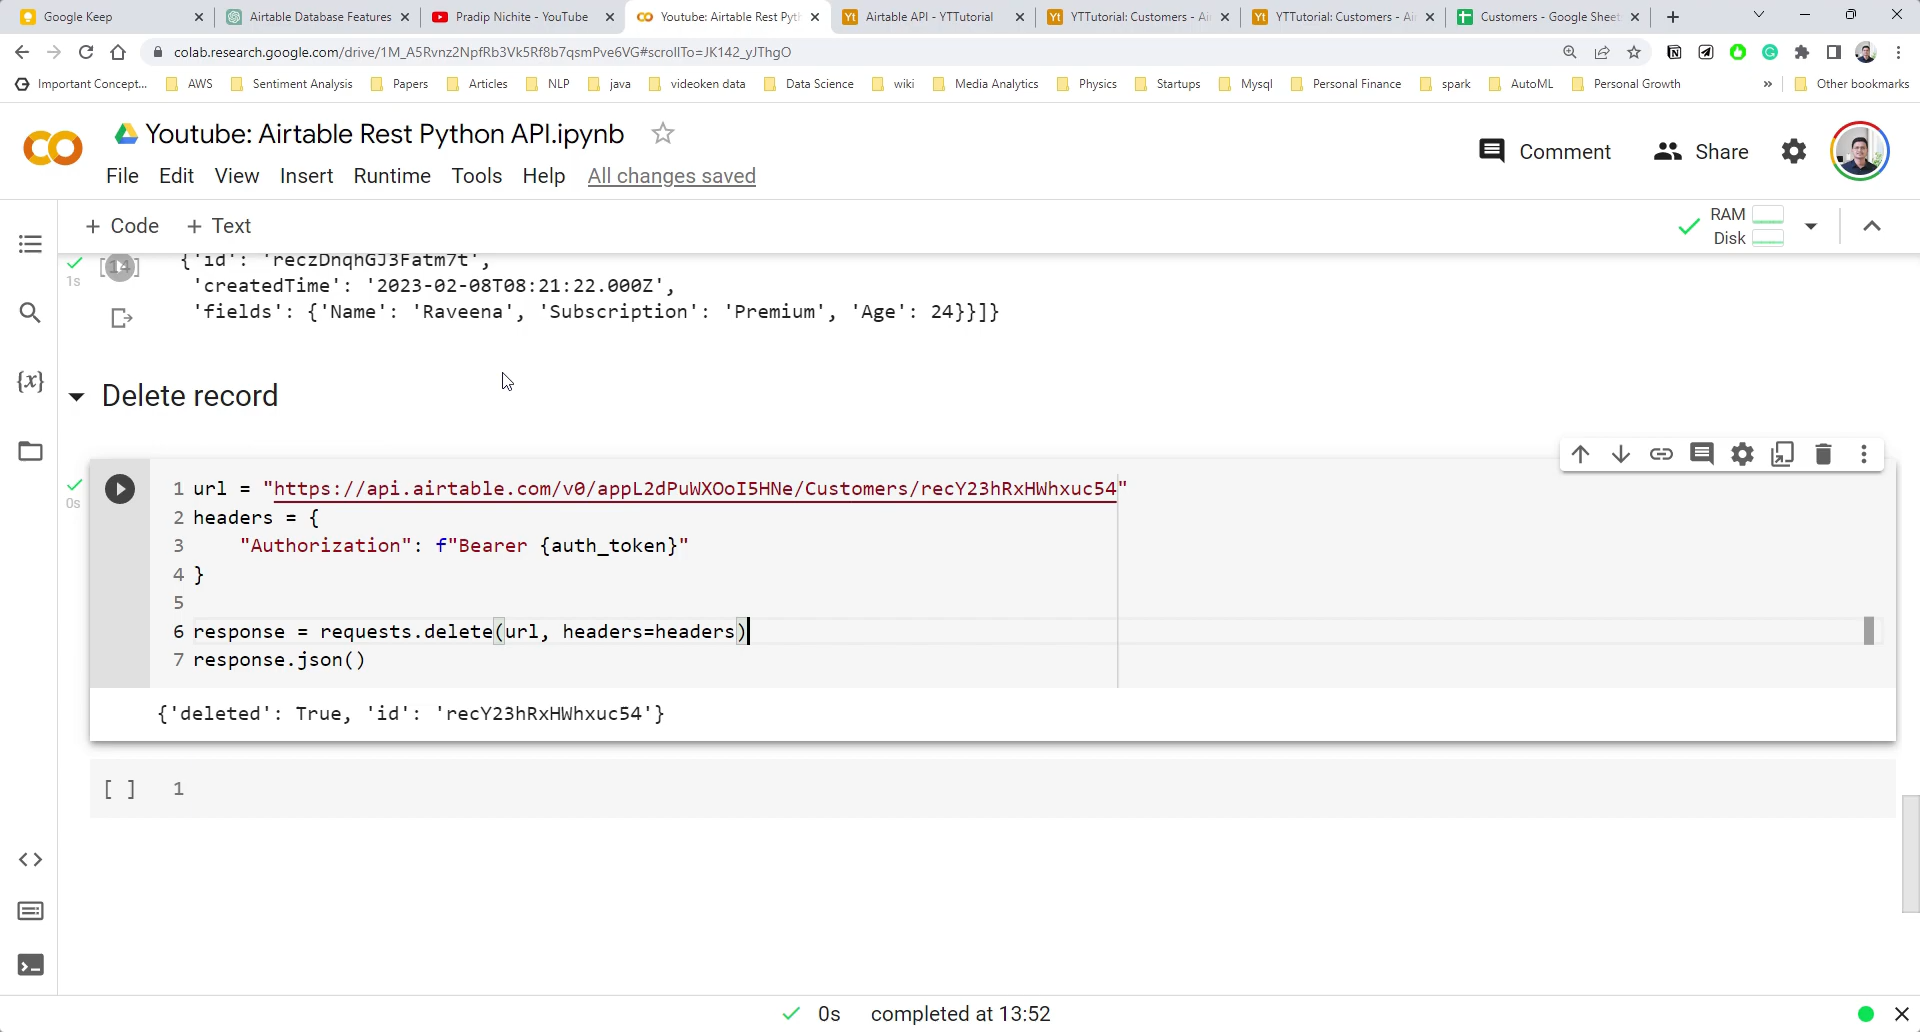 Google Keep
Airtable Database Features
Pradip Nichite - YouTube
Youtube: Airtable Rest Pyt
Airtable API - YTTutorial
YTTutorial: Customers - Ai
YTTutorial: Customers - Ai
Customers - Google Sheet
colab.research.google.com/drive/1M_A5Rvnz2NpfRb3Vk5Rf8b7qsmPve6VG#scrollTo=JK142_yJThgO
Important Concept...
AWS
Sentiment Analysis
Papers
Articles
NLP
java
videoken data
Data Science
wiki
Media Analytics
Physics
Startups
Mysql
Personal Finance
spark
AutoML
Personal Growth
»
Other bookmarks
Youtube: Airtable Rest Python API.ipynb
Comment
Share
File Edit View Insert Runtime Tools Help All changes saved
+ Code + Text
RAM
Disk
1s
[14]
{'id': 'reczDnqhGJ3Fatm7t',
'createdTime': '2023-02-08T08:21:22.000Z',
'fields': {'Name': 'Raveena', 'Subscription': 'Premium', 'Age': 24}}]}
{x}
Delete record
0s
1 url = "https://api.airtable.com/v0/appL2dPuWXOoI5HNe/Customers/recY23hRxHWhxuc54"
2 headers = {
3 "Authorization": f"Bearer {auth_token}"
4 }
5
6 response = requests.delete(url, headers=headers)
7 response.json()
{'deleted': True, 'id': 'recY23hRxHWhxuc54'}
[ ] 1
0s completed at 13:52